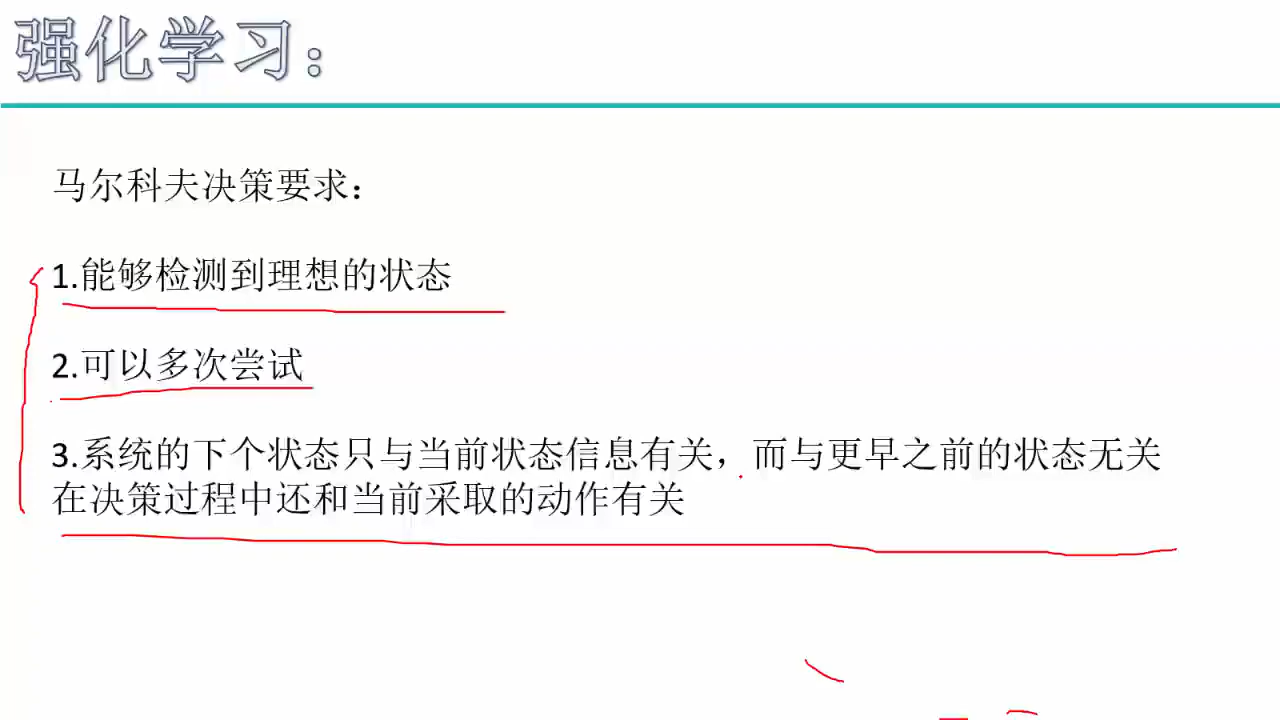 强化学习：
马尔科夫决策要求：
1.能够检测到理想的状态
2.可以多次尝试
3.系统的下个状态只与当前状态信息有关，而与更早之前的状态无关
在决策过程中还和当前采取的动作有关